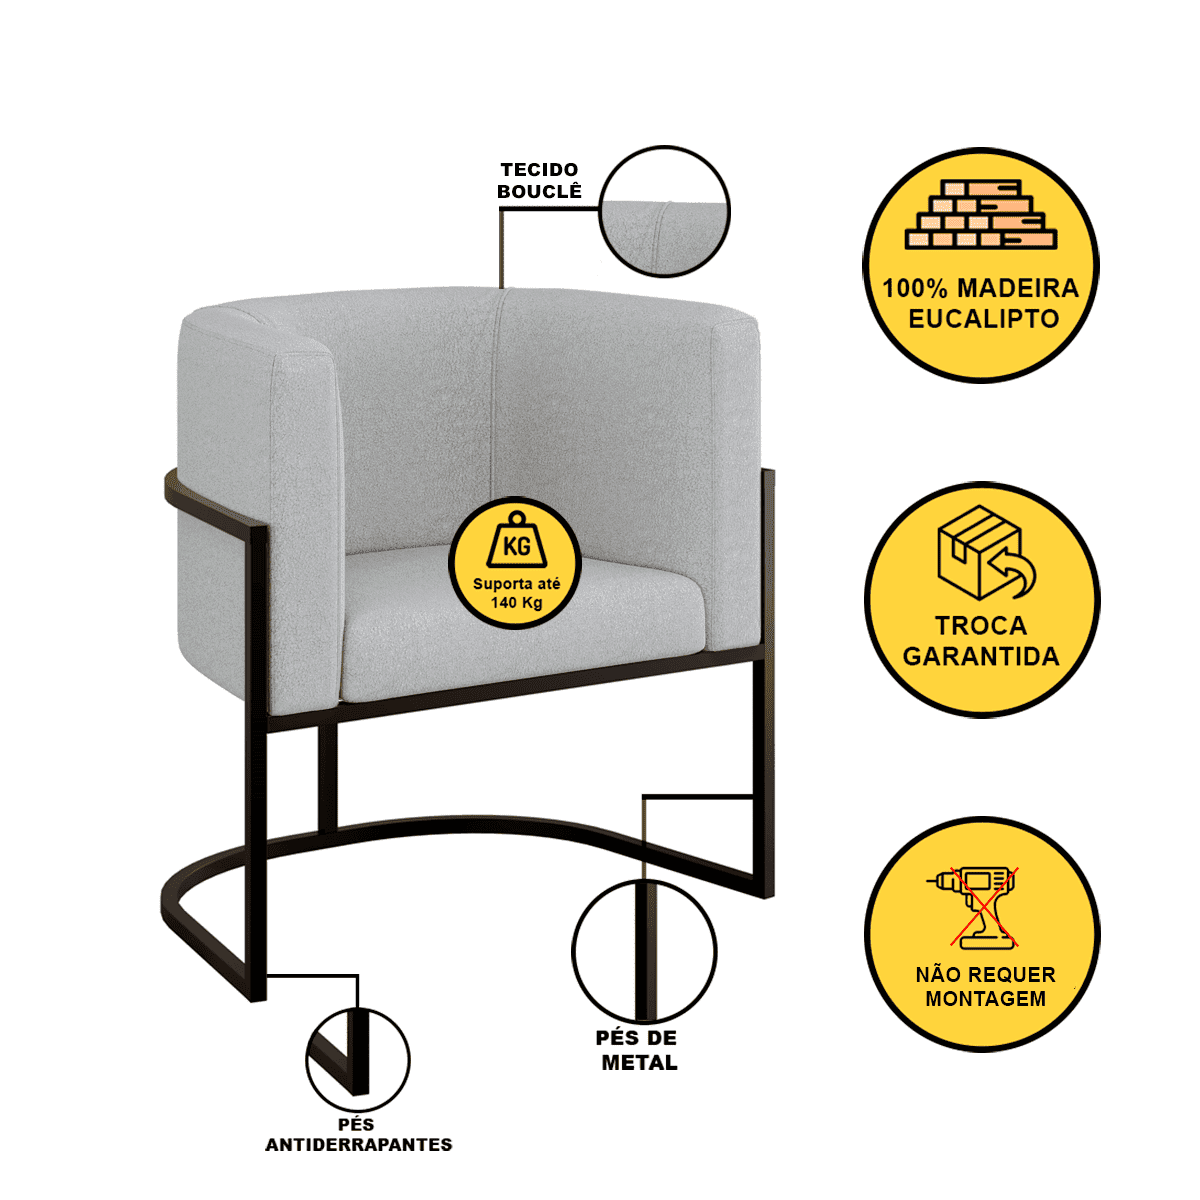 TECIDO
BOUCLÊ
100% MADEIRA
EUCALIPTO
KG
Suporta até
140 Kg
TROCA
GARANTIDA
NÃO REQUER
MONTAGEM
PÉS DE
METAL
PÉS
ANTIDERRAPANTES